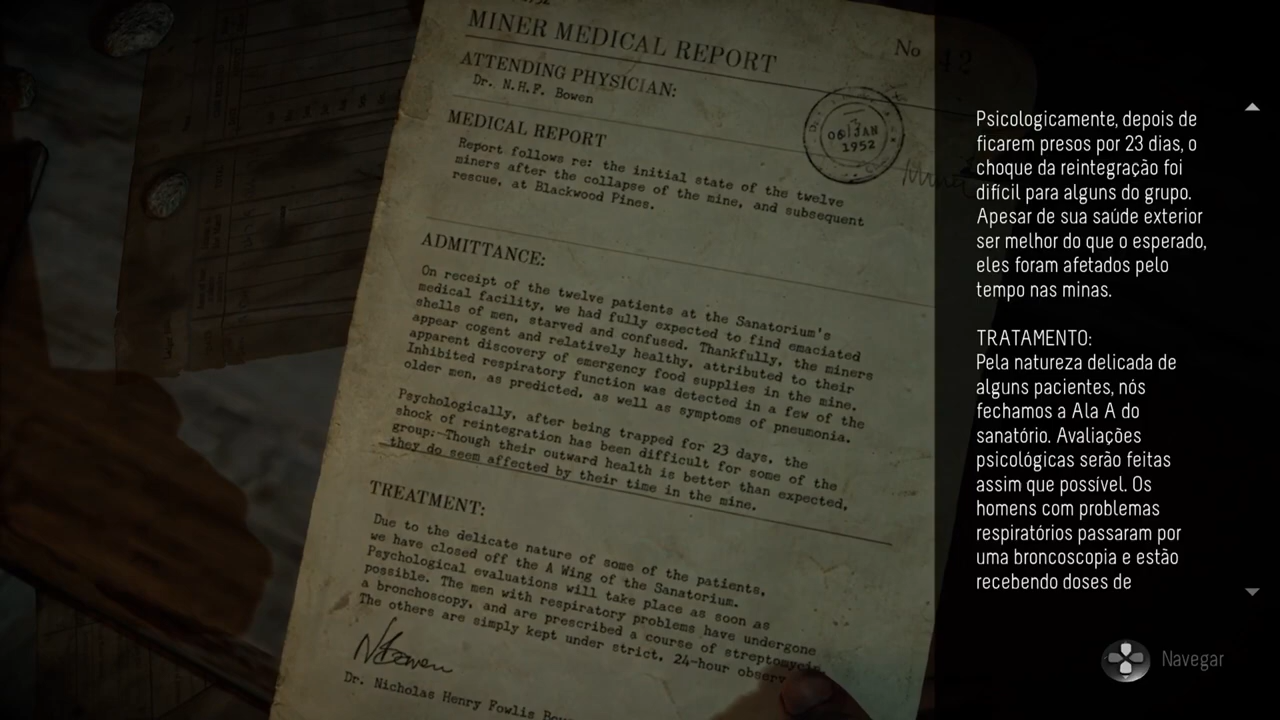 MINER MEDICAL REPORT
No 42
ATTENDING PHYSICIAN:
Dr. N.H.F. Bowen
06 JAN
1952
MEDICAL REPORT
Report follows re: the initial state of the twelve
miners after the collapse of the mine, and subsequent
rescue, at Blackwood Pines.
ADMITTANCE:
On receipt of the twelve patients at the Sanatorium's
medical facility, we had fully expected to find emaciated
shells of men, starved and confused. Thankfully, the miners
appear cogent and relatively healthy, attributed to their
apparent discovery of emergency food supplies in the mine.
Inhibited respiratory function was detected in a few of the
older men, as predicted, as well as symptoms of pneumonia.
Psychologically, after being trapped for 23 days, the
shock of reintegration has been difficult for some of the
group. Though their outward health is better than expected,
they do seem affected by their time in the mine.
TREATMENT:
Due to the delicate nature of some of the patients,
we have closed off the A Wing of the Sanatorium.
Psychological evaluations will take place as soon as
possible. The men with respiratory problems have undergone
a bronchoscopy, and are prescribed a course of streptomycin
The others are simply kept under strict, 24-hour observ
NBowen
Dr. Nicholas Henry Fowlis
Psicologicamente, depois de
ficarem presos por 23 dias, o
choque da reintegração foi
difícil para alguns do grupo.
Apesar de sua saúde exterior
ser melhor do que o esperado,
eles foram afetados pelo
tempo nas minas.
TRATAMENTO:
Pela natureza delicada de
alguns pacientes, nós
fechamos a Ala A do
sanatório. Avaliações
psicológicas serão feitas
assim que possível. Os
homens com problemas
respiratórios passaram por
uma broncoscopia e estão
recebendo doses de
Navegar